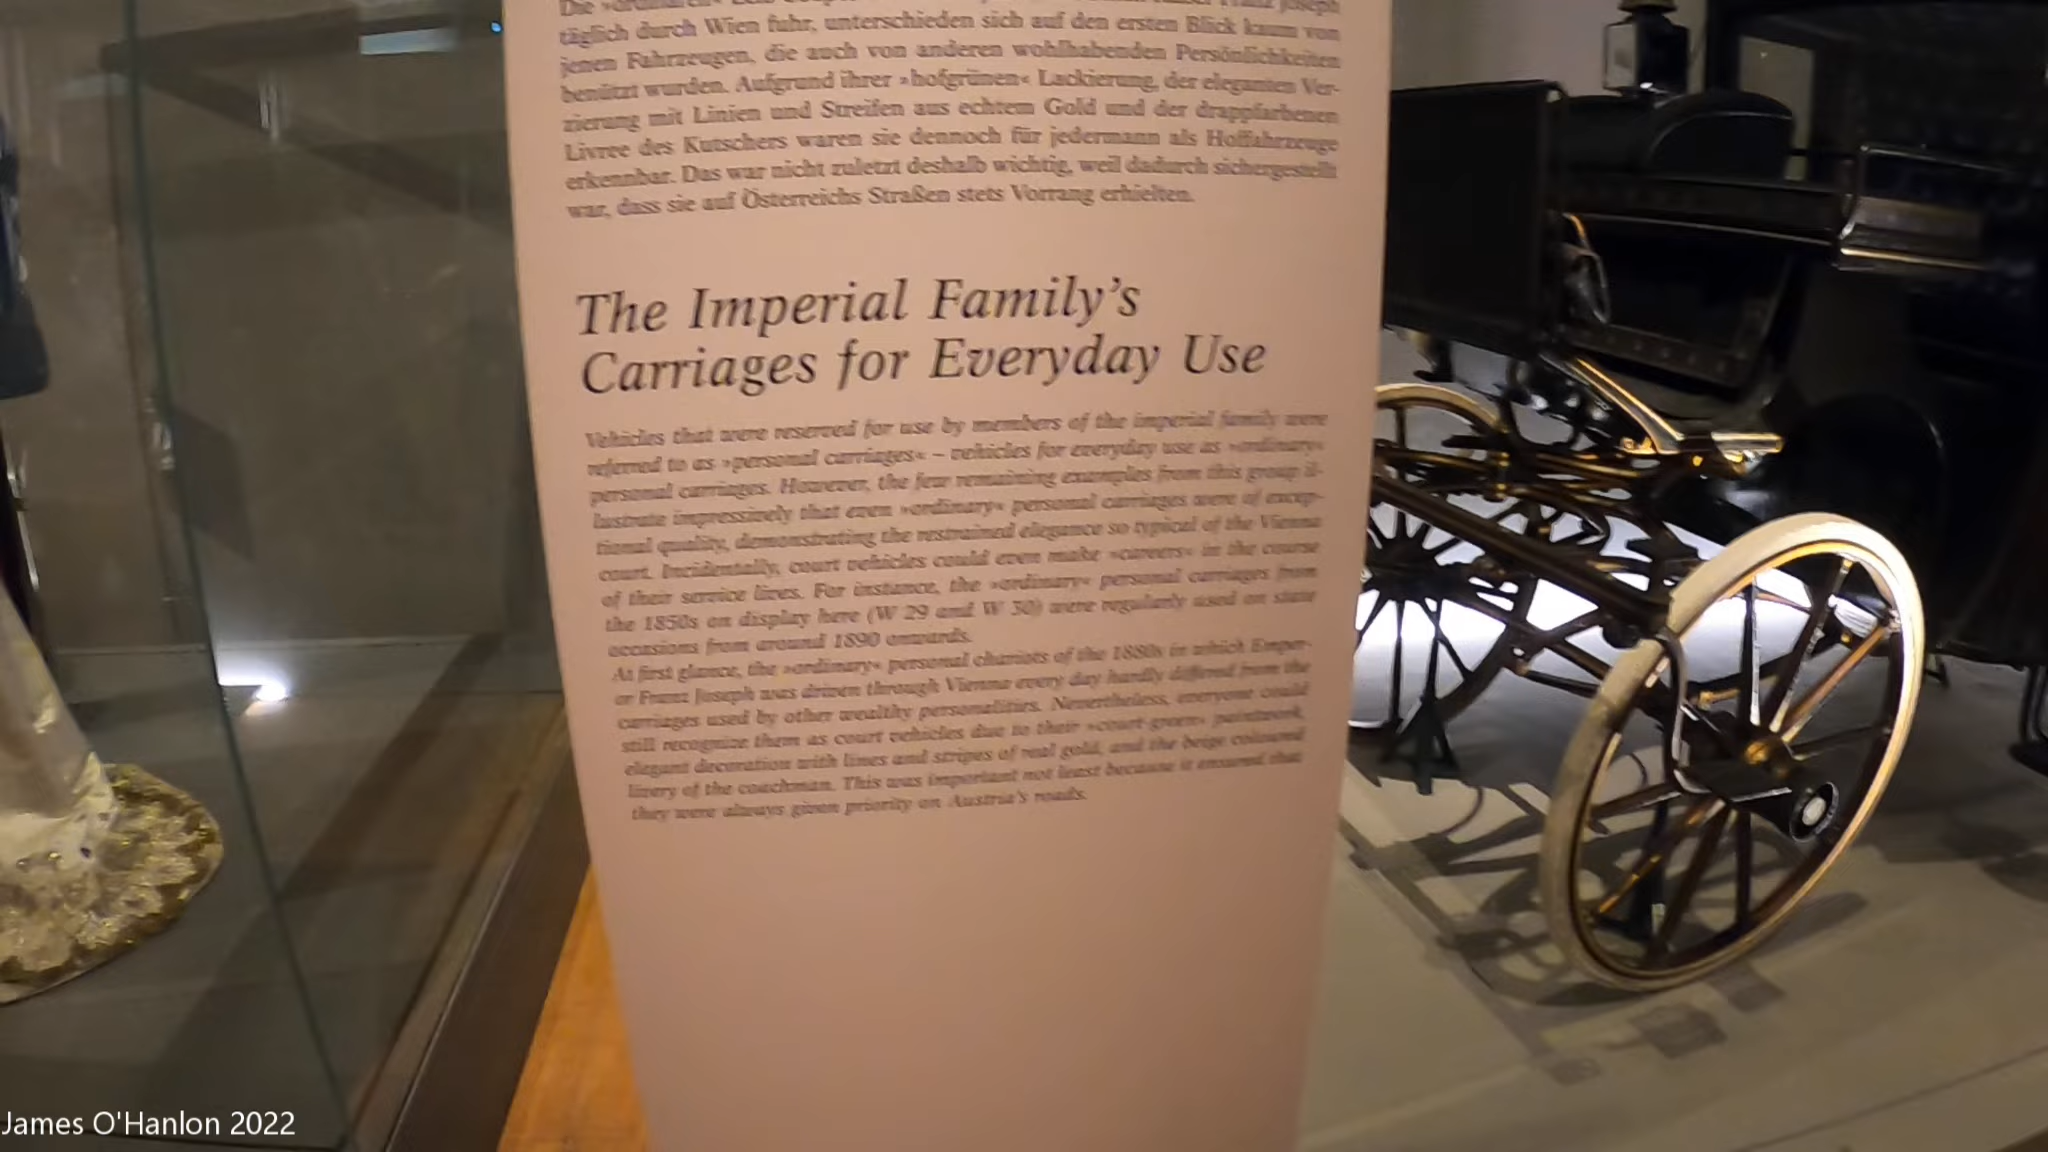 täglich durch Wien fuhr, unterschieden sich auf den ersten Blick kaum von
jenen Fahrzeugen, die auch von anderen wohlhabenden Persönlichkeiten
benützt wurden. Aufgrund ihrer »hofgrünen« Lackierung, der eleganten Ver-
zierung mit Linien und Streifen aus echtem Gold und der drappfarbenen
Livree des Kutschers waren sie dennoch für jedermann als Hoffahrzeuge
erkennbar. Das war nicht zuletzt deshalb wichtig, weil dadurch sichergestellt
war, dass sie auf Österreichs Straßen stets Vorrang erhielten.
The Imperial Family's
Carriages for Everyday Use
Vehicles that were reserved for use by members of the imperial family were
referred to as »personal carriages« – vehicles for everyday use as »ordinary«
personal carriages. However, the few remaining examples from this group il-
lustrate impressively that even »ordinary« personal carriages were of excep-
tional quality, demonstrating the restrained elegance so typical of the Vienna
court. Incidentally, court vehicles could even make »careers« in the course
of their service lives. For instance, the »ordinary« personal carriages from
the 1850s on display here (W 29 and W 30) were regularly used on state
occasions from around 1890 onwards.
At first glance, the »ordinary« personal chariots of the 1880s in which Emper-
or Franz Joseph was driven through Vienna every day hardly differed from the
carriages used by other wealthy personalities. Nevertheless, everyone could
still recognize them as court vehicles due to their »court-green« paintwork,
elegant decoration with lines and stripes of real gold, and the beige coloured
livery of the coachman. This was important not least because it ensured that
they were always given priority on Austria's roads.
James O'Hanlon 2022